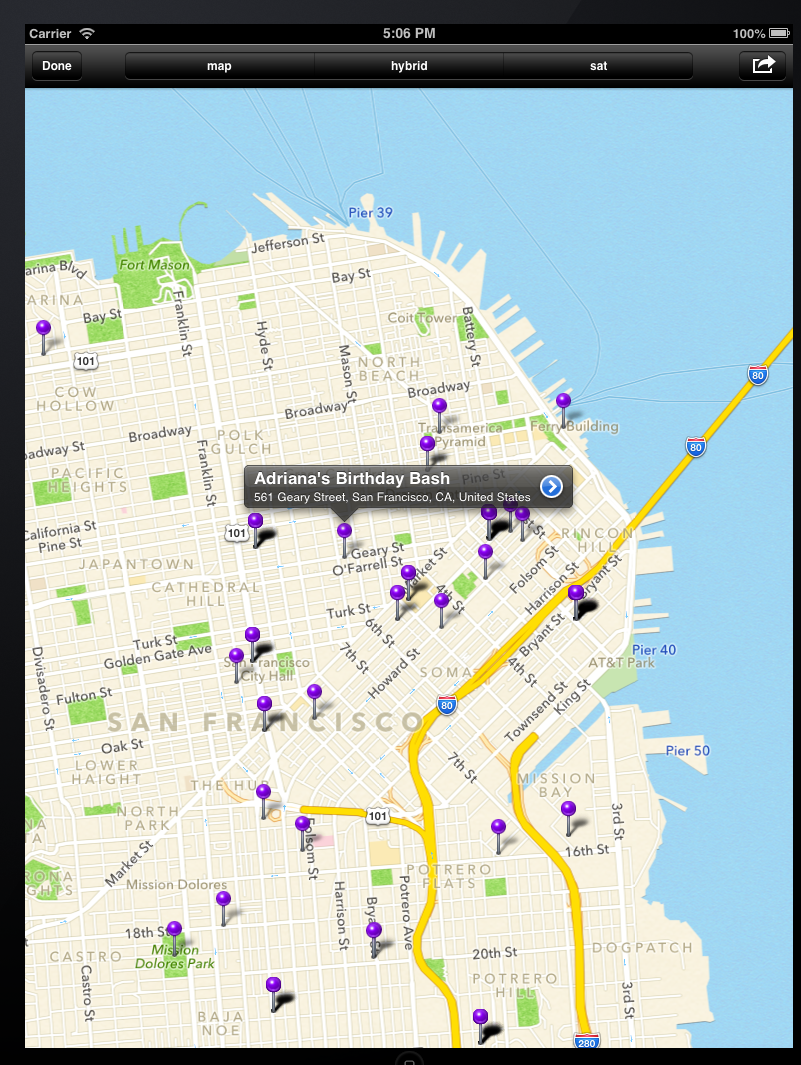 Carrier 5:06 PM 100%
Done map hybrid sat
Pier 39
Jefferson St
Fort Mason
arina Blvd
ARINA
Bay St
Bay St
Franklin St
Hyde St
Mason St
Coit Tower
Battery St
101
NORTH
BEACH
80
COW
HOLLOW
Broadway
Broadway
Broadway
adway St
Transamerica
Pyramid
Ferry Building
80
POLK
GULCH
Franklin St
PACIFIC
HEIGHTS
Pine St
Adriana's Birthday Bash
561 Geary Street, San Francisco, CA, United States
California St
Pine St
101
RINCON
HILL
Geary St
O'Farrell St
Market St
JAPANTOWN
CATHEDRAL
HILL
Folsom St
Harrison St
Bryant St
4th St
Turk St
6th St
Bryant St
Turk St
Golden Gate Ave
7th St
Howard St
4th St
Pier 40
AT&T Park
San Francisco
City Hall
SOMA
Divisadero St
Fulton St
80
Townsend St
King St
SAN FRANCISCO
Oak St
Pier 50
LOWER
HAIGHT
7th St
THE HUB
MISSION
BAY
NORTH
PARK
101
3rd St
Folsom St
Market St
16th St
POTRERO
FLATS
Mission Dolores
Harrison St
Potrero Ave
18th St
Mission
Dolores Park
CASTRO
Castro St
20th St
DOGPATCH
POTRERO
HILL
3rd St
BAJA
NOE
280